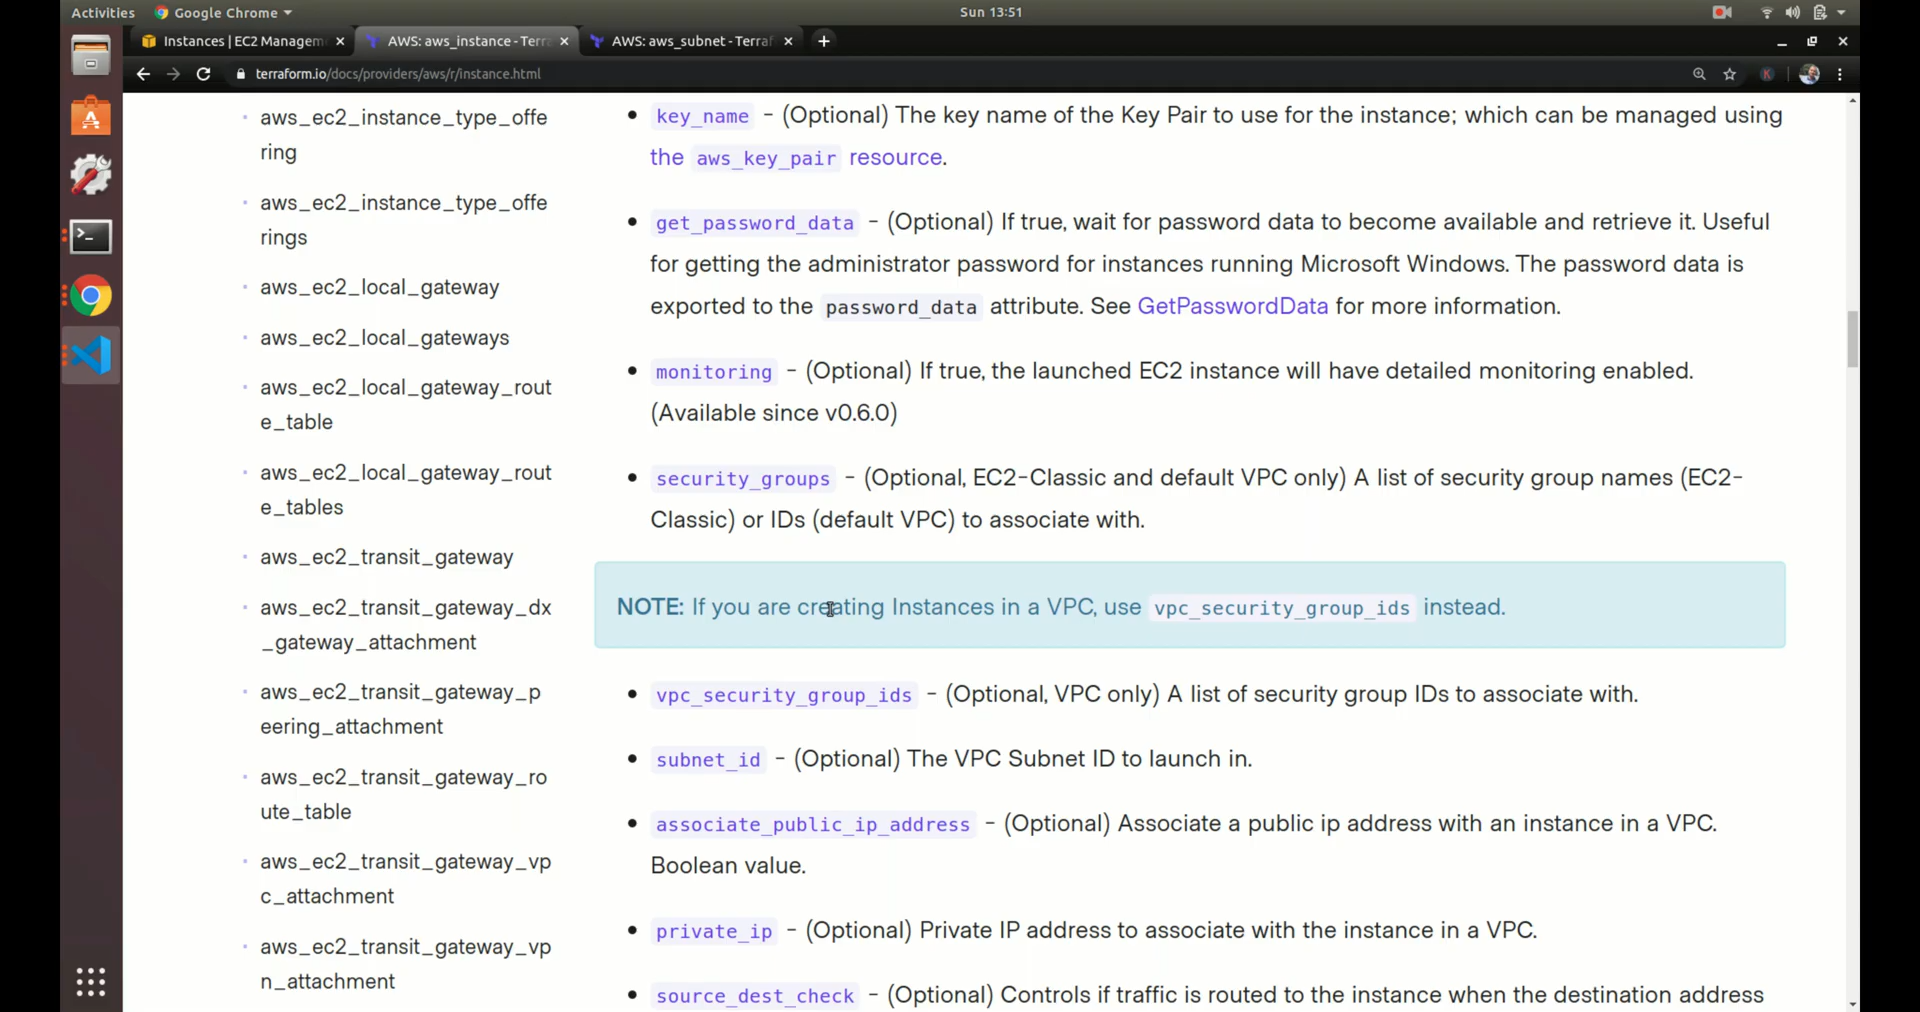 Activities
Google Chrome
Sun 13:51
Instances | EC2 Managem
AWS: aws_instance - Terra
AWS: aws_subnet - Terraf
terraform.io/docs/providers/aws/r/instance.html
K
aws_ec2_instance_type_offe
ring
aws_ec2_instance_type_offe
rings
aws_ec2_local_gateway
aws_ec2_local_gateways
aws_ec2_local_gateway_rout
e_table
aws_ec2_local_gateway_rout
e_tables
aws_ec2_transit_gateway
aws_ec2_transit_gateway_dx
_gateway_attachment
aws_ec2_transit_gateway_p
eering_attachment
aws_ec2_transit_gateway_ro
ute_table
aws_ec2_transit_gateway_vp
c_attachment
aws_ec2_transit_gateway_vp
n_attachment
key_name - (Optional) The key name of the Key Pair to use for the instance; which can be managed using
the aws_key_pair resource.
get_password_data - (Optional) If true, wait for password data to become available and retrieve it. Useful
for getting the administrator password for instances running Microsoft Windows. The password data is
exported to the password_data attribute. See GetPasswordData for more information.
monitoring - (Optional) If true, the launched EC2 instance will have detailed monitoring enabled.
(Available since v0.6.0)
security_groups - (Optional, EC2-Classic and default VPC only) A list of security group names (EC2-
Classic) or IDs (default VPC) to associate with.
NOTE: If you are creating Instances in a VPC, use vpc_security_group_ids instead.
vpc_security_group_ids - (Optional, VPC only) A list of security group IDs to associate with.
subnet_id - (Optional) The VPC Subnet ID to launch in.
associate_public_ip_address - (Optional) Associate a public ip address with an instance in a VPC.
Boolean value.
private_ip - (Optional) Private IP address to associate with the instance in a VPC.
source_dest_check - (Optional) Controls if traffic is routed to the instance when the destination address